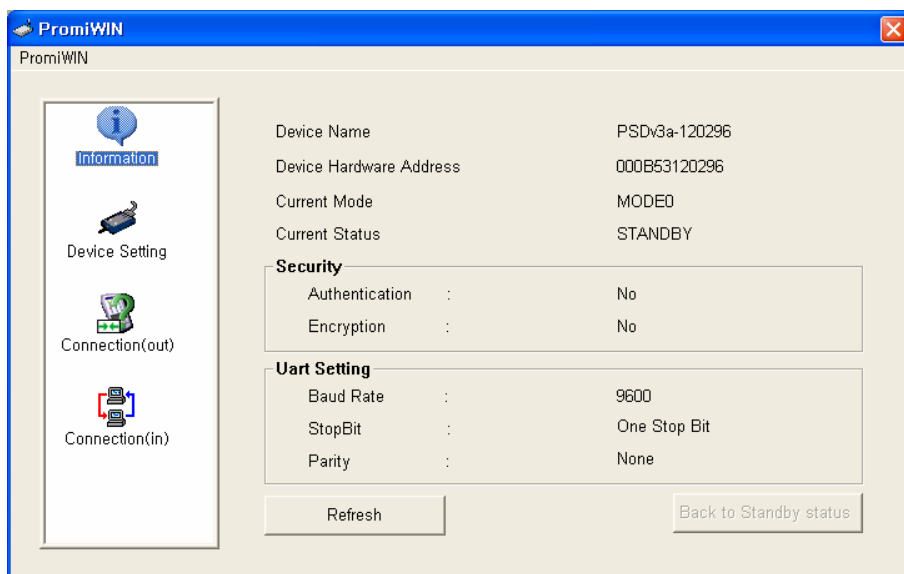 PromiWIN
PromiWIN
Information
Device Setting
Connection(out)
Connection(in)
Device Name PSDv3a-120296
Device Hardware Address 000B53120296
Current Mode MODE0
Current Status STANDBY
Security
Authentication : No
Encryption : No
Uart Setting
Baud Rate : 9600
StopBit : One Stop Bit
Parity : None
Refresh
Back to Standby status